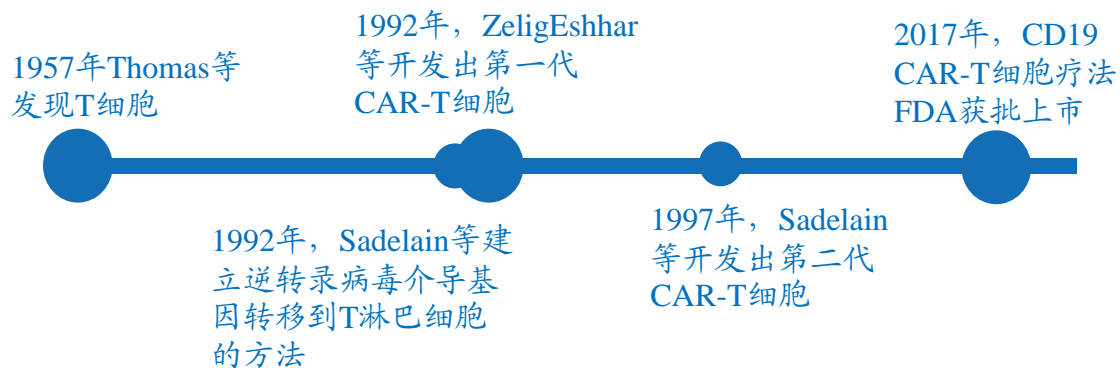 1957年Thomas等
发现T细胞
1992年，ZeligEshhar
等开发出第一代
CAR-T细胞
2017年，CD19
CAR-T细胞疗法
FDA获批上市
1992年，Sadelain等建
立逆转录病毒介导基
因转移到T淋巴细胞
的方法
1997年，Sadelain
等开发出第二代
CAR-T细胞